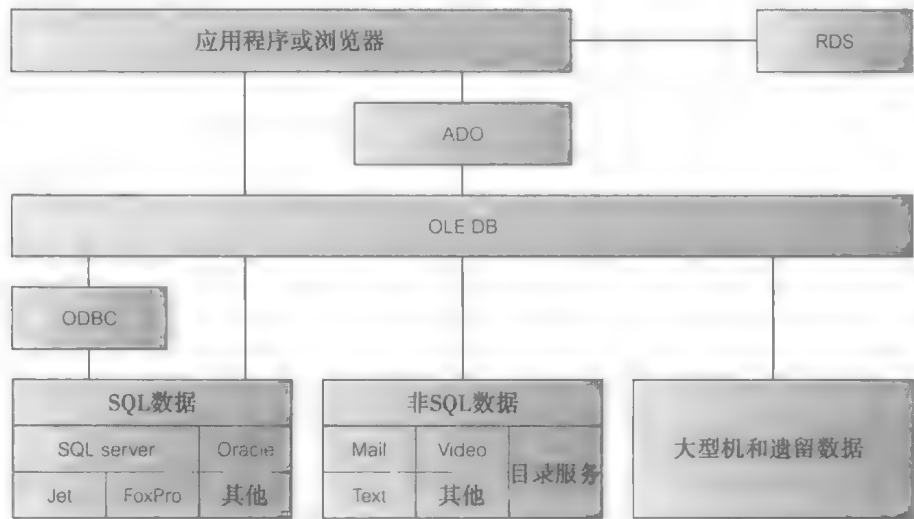 应用程序或浏览器
RDS
ADO
OLE DB
ODBC
SQL数据
非SQL数据
大型机和遗留数据
SQL server
Oracle
Mail
Video
目录服务
Jet
FoxPro
其他
Text
其他